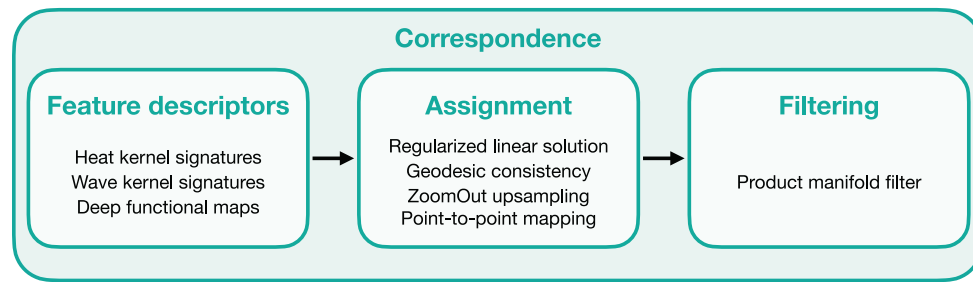 Correspondence
Feature descriptors
Heat kernel signatures
Wave kernel signatures
Deep functional maps
Assignment
Regularized linear solution
Geodesic consistency
ZoomOut upsampling
Point-to-point mapping
Filtering
Product manifold filter